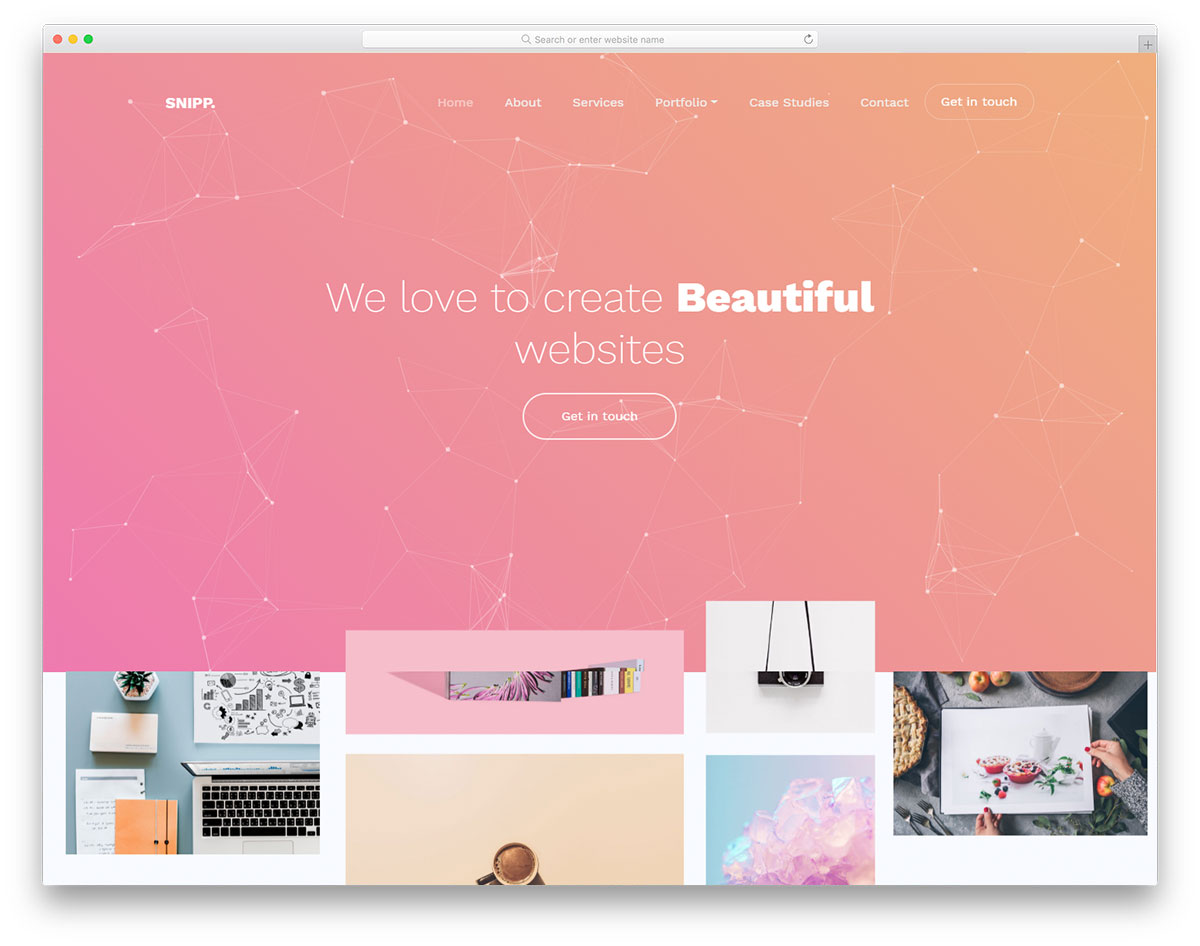 Search or enter website name
SNIPP.
Home About Services Portfolio Case Studies Contact Get in touch
We love to create Beautiful
websites
Get in touch